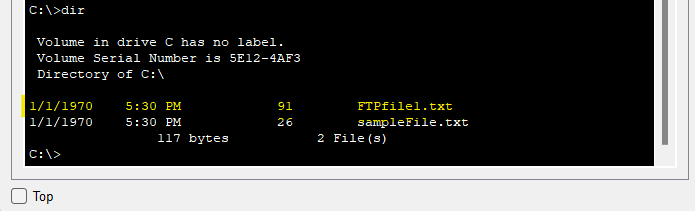 C:\>dir
Volume in drive C has no label.
Volume Serial Number is 5E12-4AF3
Directory of C:\
1/1/1970 5:30 PM 91 FTPfile1.txt
1/1/1970 5:30 PM 26 sampleFile.txt
117 bytes 2 File(s)
C:\>
Top